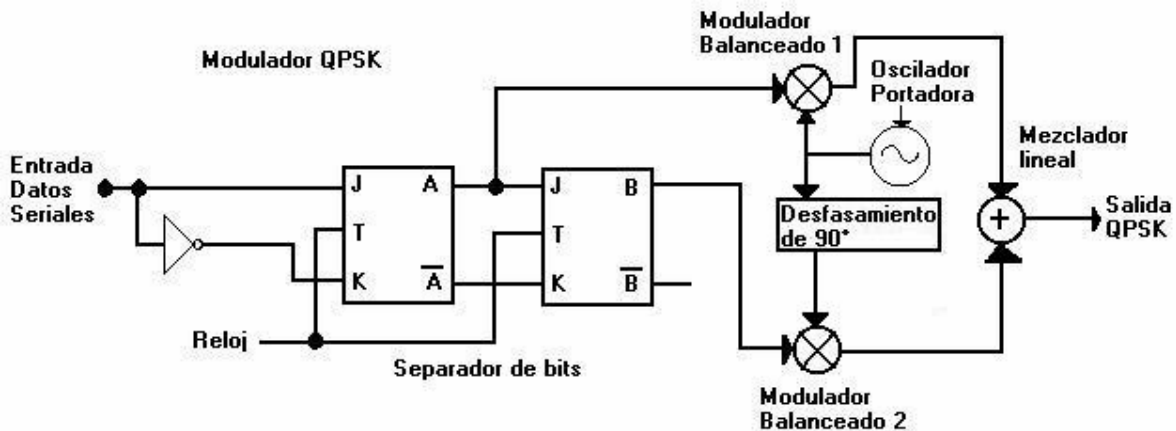 Modulador
Balanceado 1
Modulador QPSK
Oscilador
Portadora
Mezclador
lineal
Entrada
Datos
Seriales
J
A
T
K
A
J
B
T
K
B
Desfasamiento
de 90°
+
Salida
QPSK
Reloj
Separador de bits
Modulador
Balanceado 2